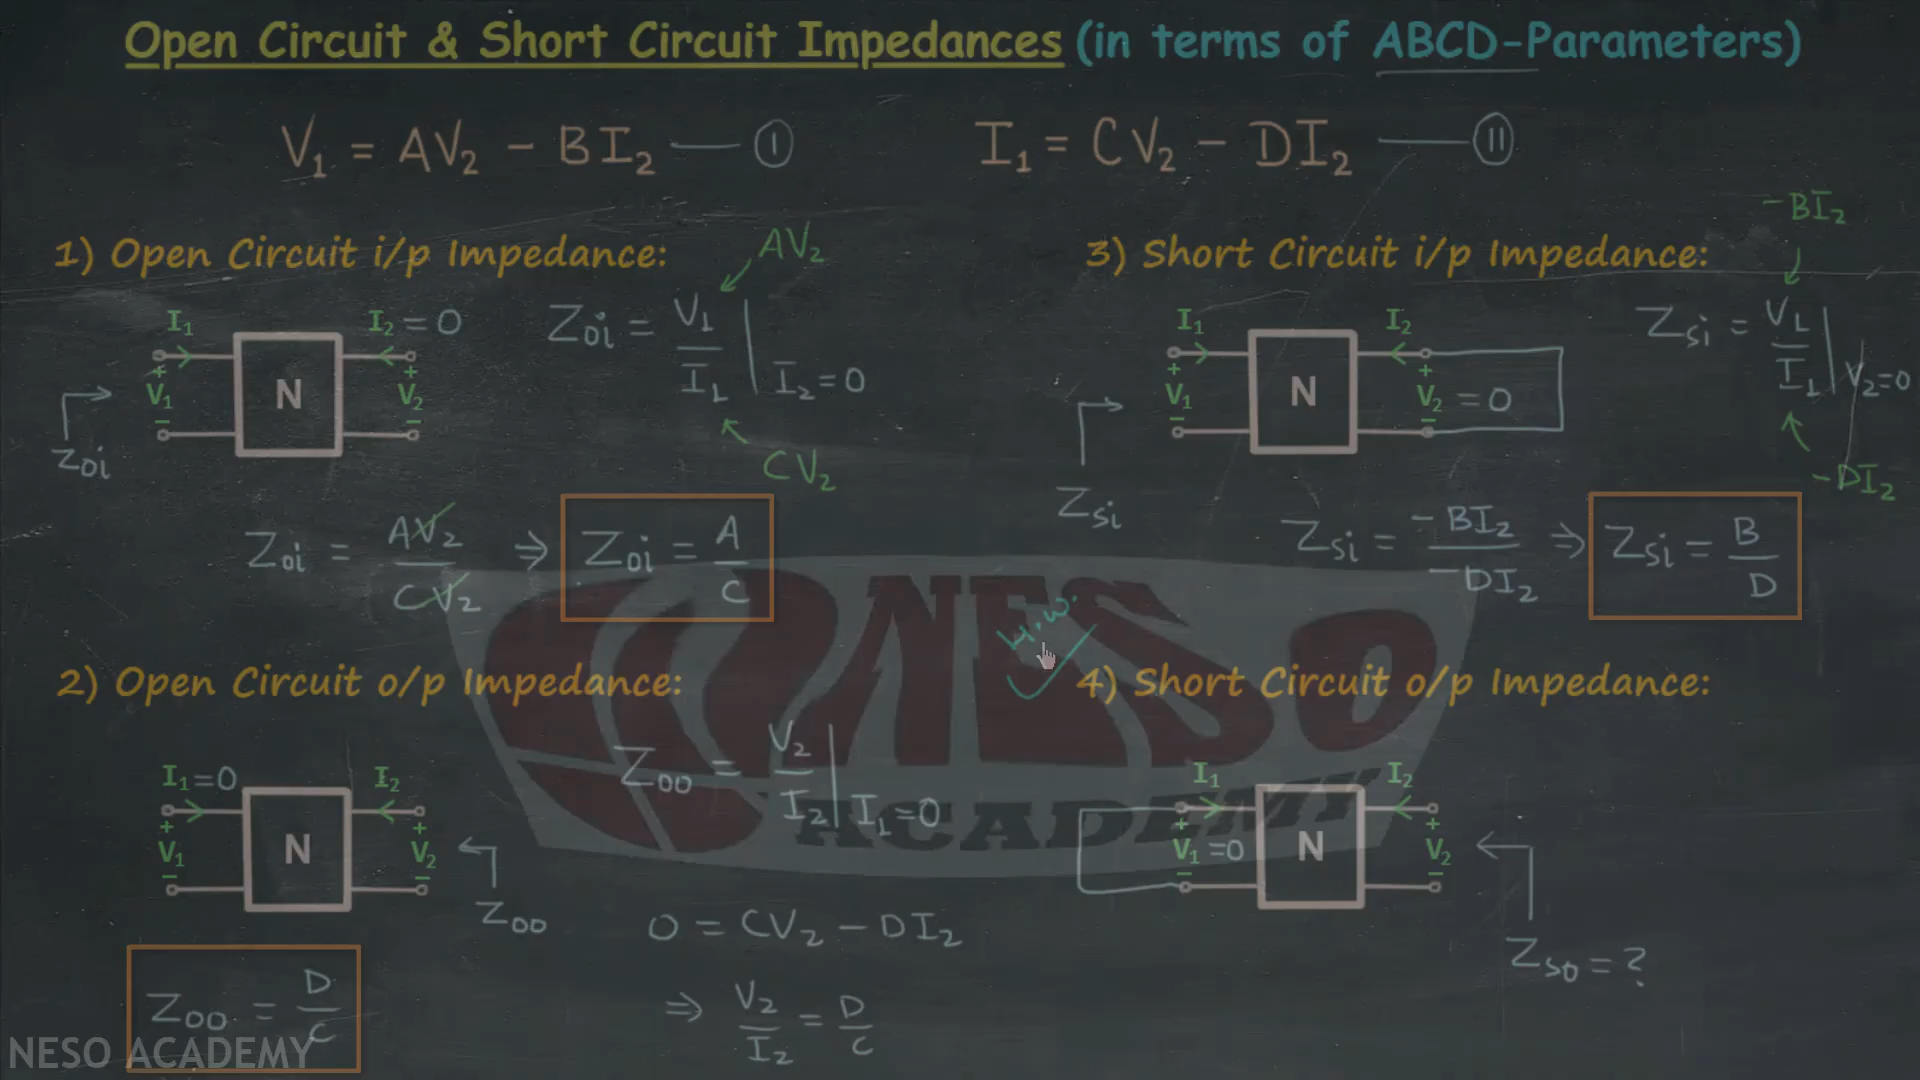 Open Circuit & Short Circuit Impedances (in terms of ABCD-Parameters)
V₁ = AV₂ - BI₂ — Ⅰ
I₁ = CV₂ - DI₂ — Ⅱ
1) Open Circuit i/p Impedance:
I₁
I₂ = 0
+ V₁ -
N
+ V₂ -
Zoi
Zoi = V₁/I₁ | I₂ = 0
AV₂
CV₂
Zoi = AV₂/CV₂ ⇒ Zoi = A/C
2) Open Circuit o/p Impedance:
I₁ = 0
I₂
+ V₁ -
N
+ V₂ -
Zoo
Zoo = V₂/I₂ | I₁ = 0
0 = CV₂ - DI₂
⇒ V₂/I₂ = D/C
Zoo = D/C
3) Short Circuit i/p Impedance:
I₁
I₂
+ V₁ -
N
+ V₂ - = 0
Zsi
Zsi = V₁/I₁ | V₂ = 0
-BI₂
-DI₂
Zsi = -BI₂/-DI₂ ⇒ Zsi = B/D
H.W.
4) Short Circuit o/p Impedance:
I₁
I₂
+ V₁ - = 0
N
+ V₂ -
Zso = ?
NESO
ACADEMY
NESO ACADEMY